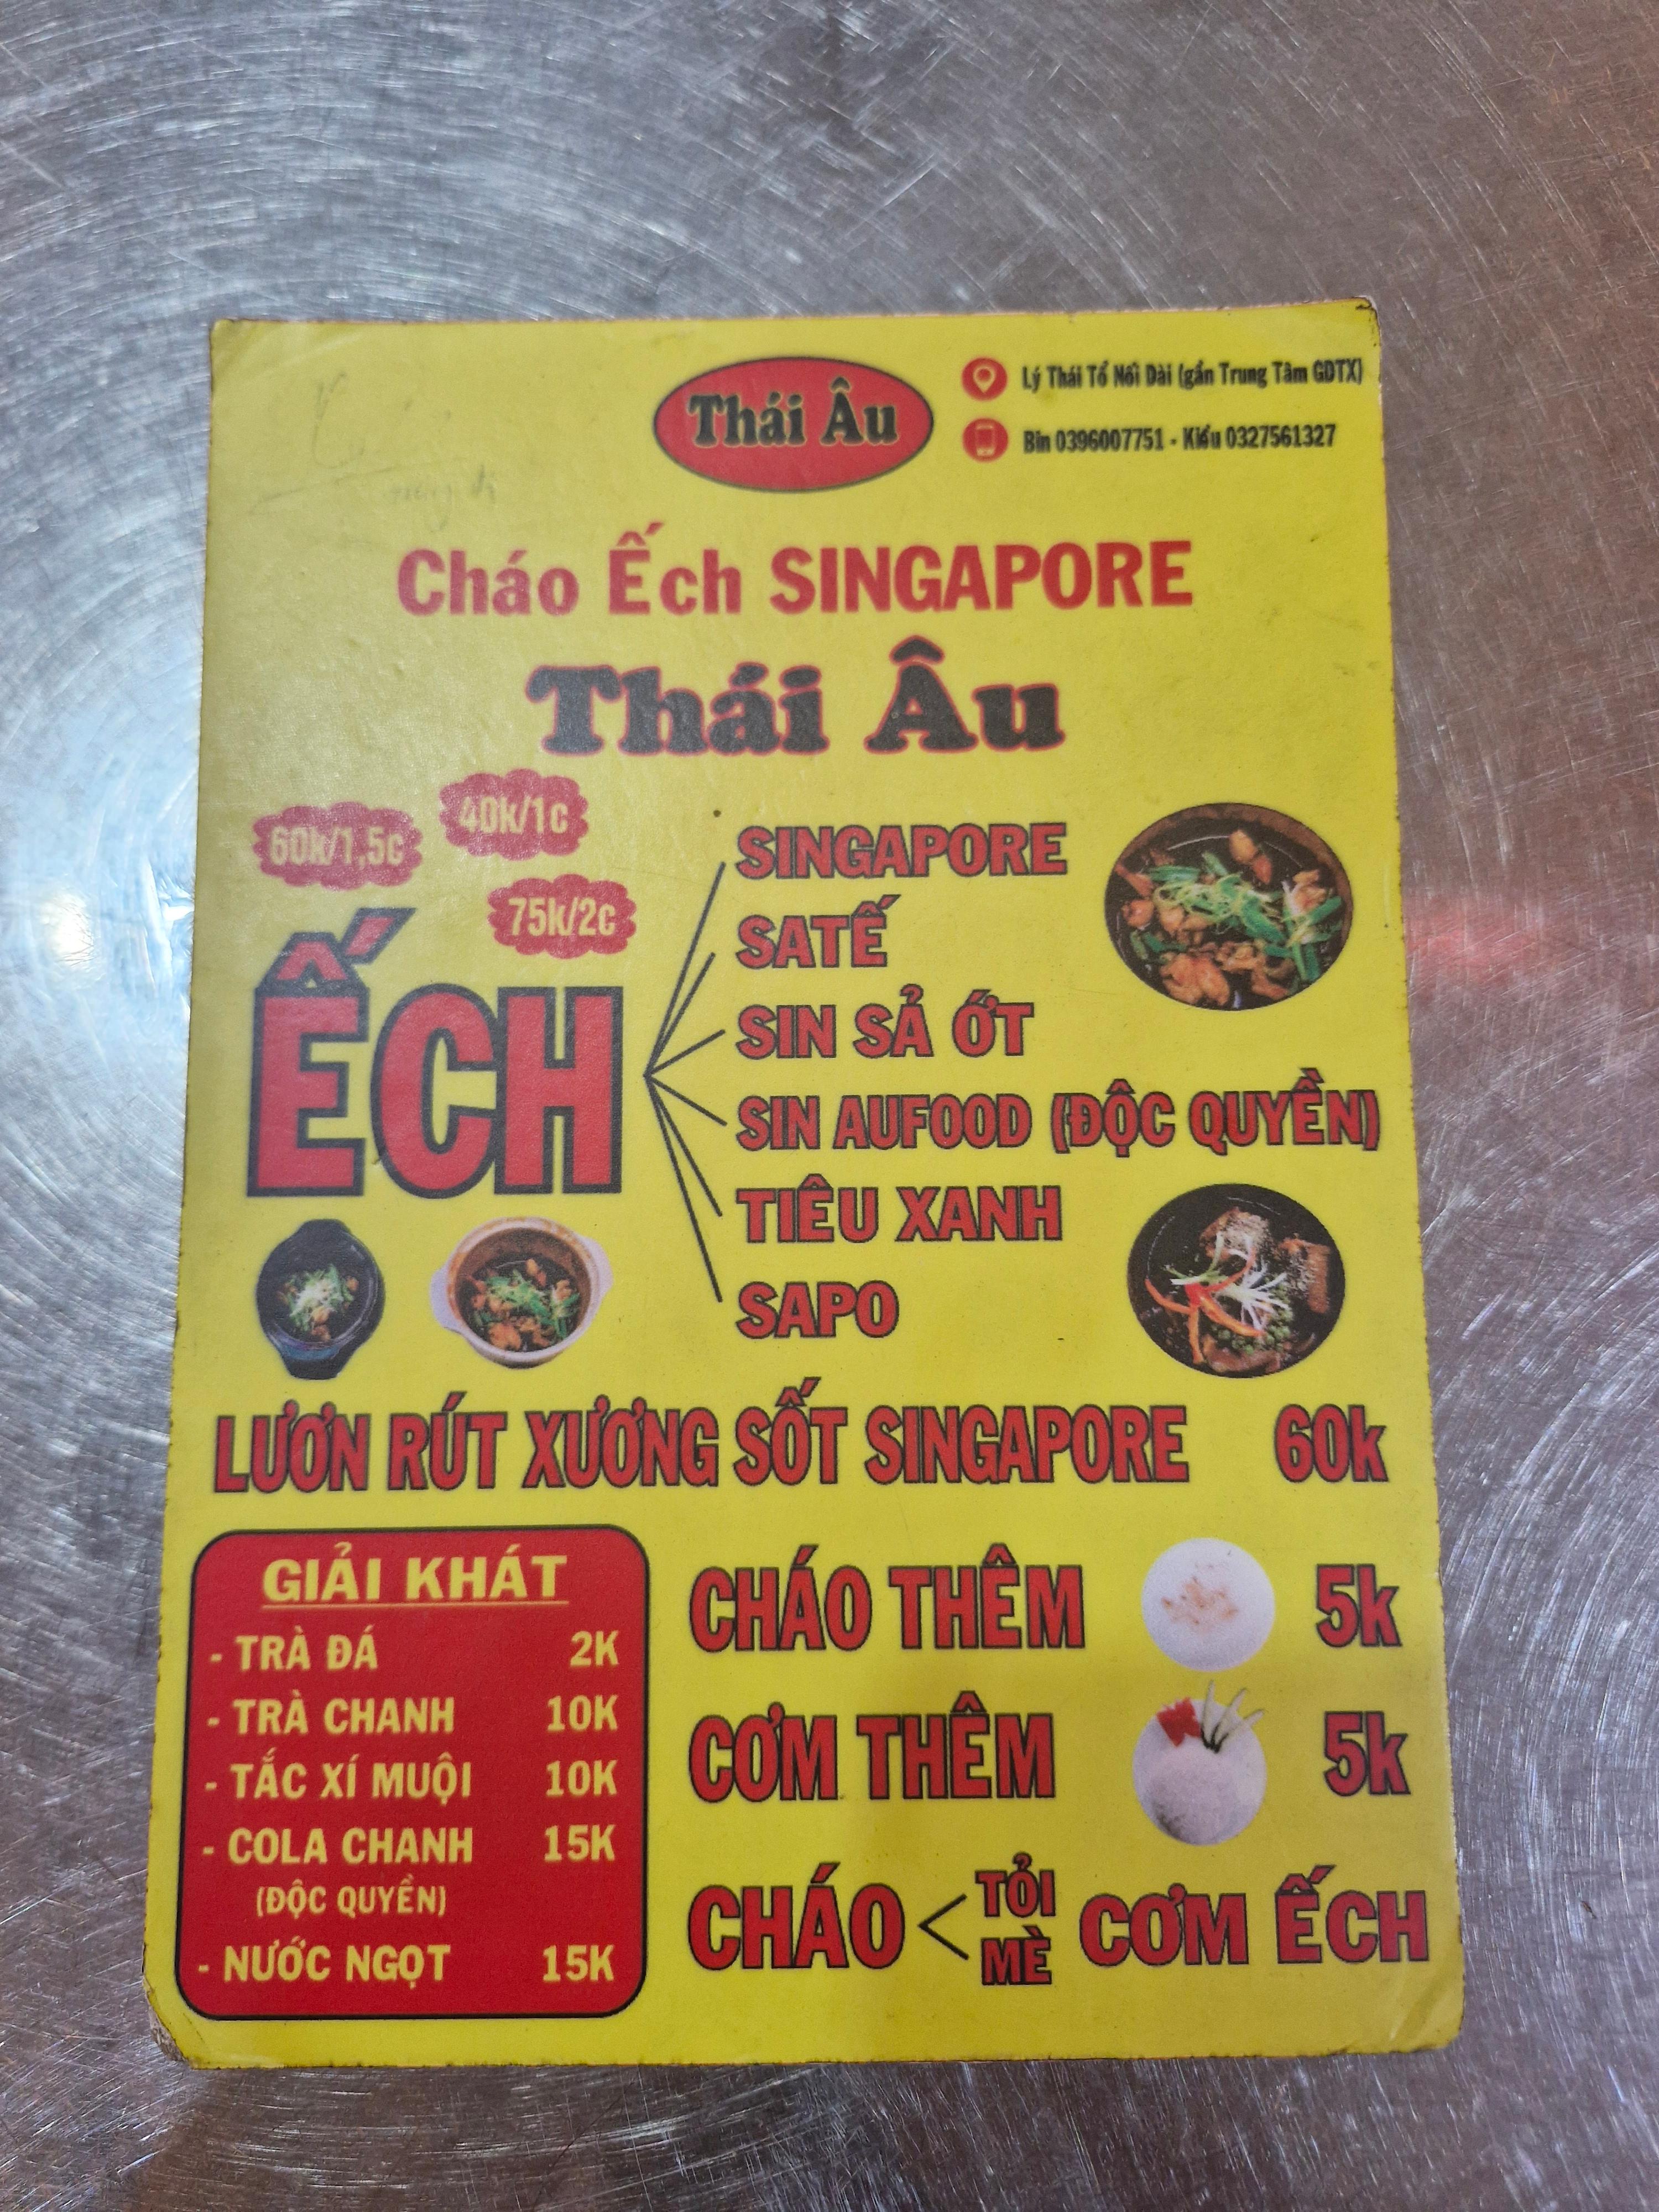 Thái Âu
Lý Thái Tổ Nối Dài (gần Trung Tâm GDTX)
Bin 0396007751 - Kiểu 0327561327
Cháo Ếch SINGAPORE
Thái Âu
60k/1,5c
40k/1c
75k/2c
ẾCH
SINGAPORE
SATẾ
SIN SẢ ỚT
SIN AUFOOD (ĐỘC QUYỀN)
TIÊU XANH
SAPO
LƯƠN RÚT XƯƠNG SỐT SINGAPORE 60k
GIẢI KHÁT
- TRÀ ĐÁ 2K
- TRÀ CHANH 10K
- TẮC XÍ MUỘI 10K
- COLA CHANH 15K
(ĐỘC QUYỀN)
- NƯỚC NGỌT 15K
CHÁO THÊM 5k
CƠM THÊM 5k
CHÁO < TỎI
MÈ
CƠM ẾCH